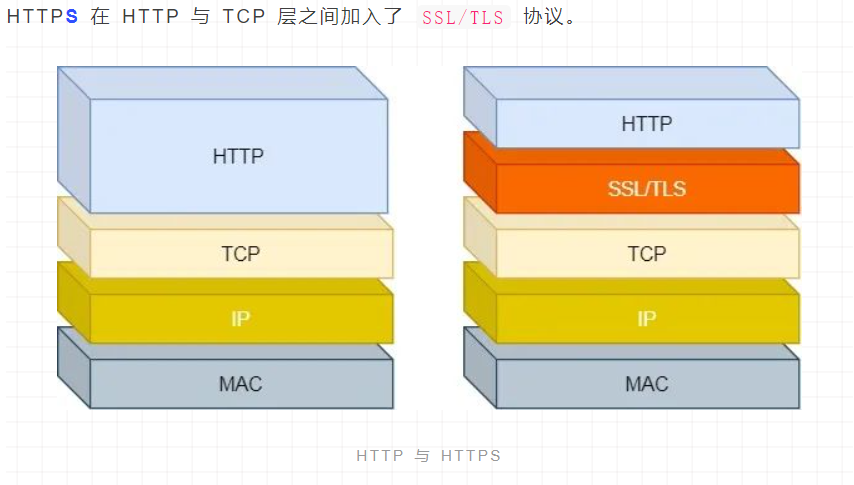 HTTPS 在 HTTP 与 TCP 层之间加入了 SSL/TLS 协议。
HTTP
TCP
IP
MAC
HTTP
SSL/TLS
TCP
IP
MAC
HTTP 与 HTTPS